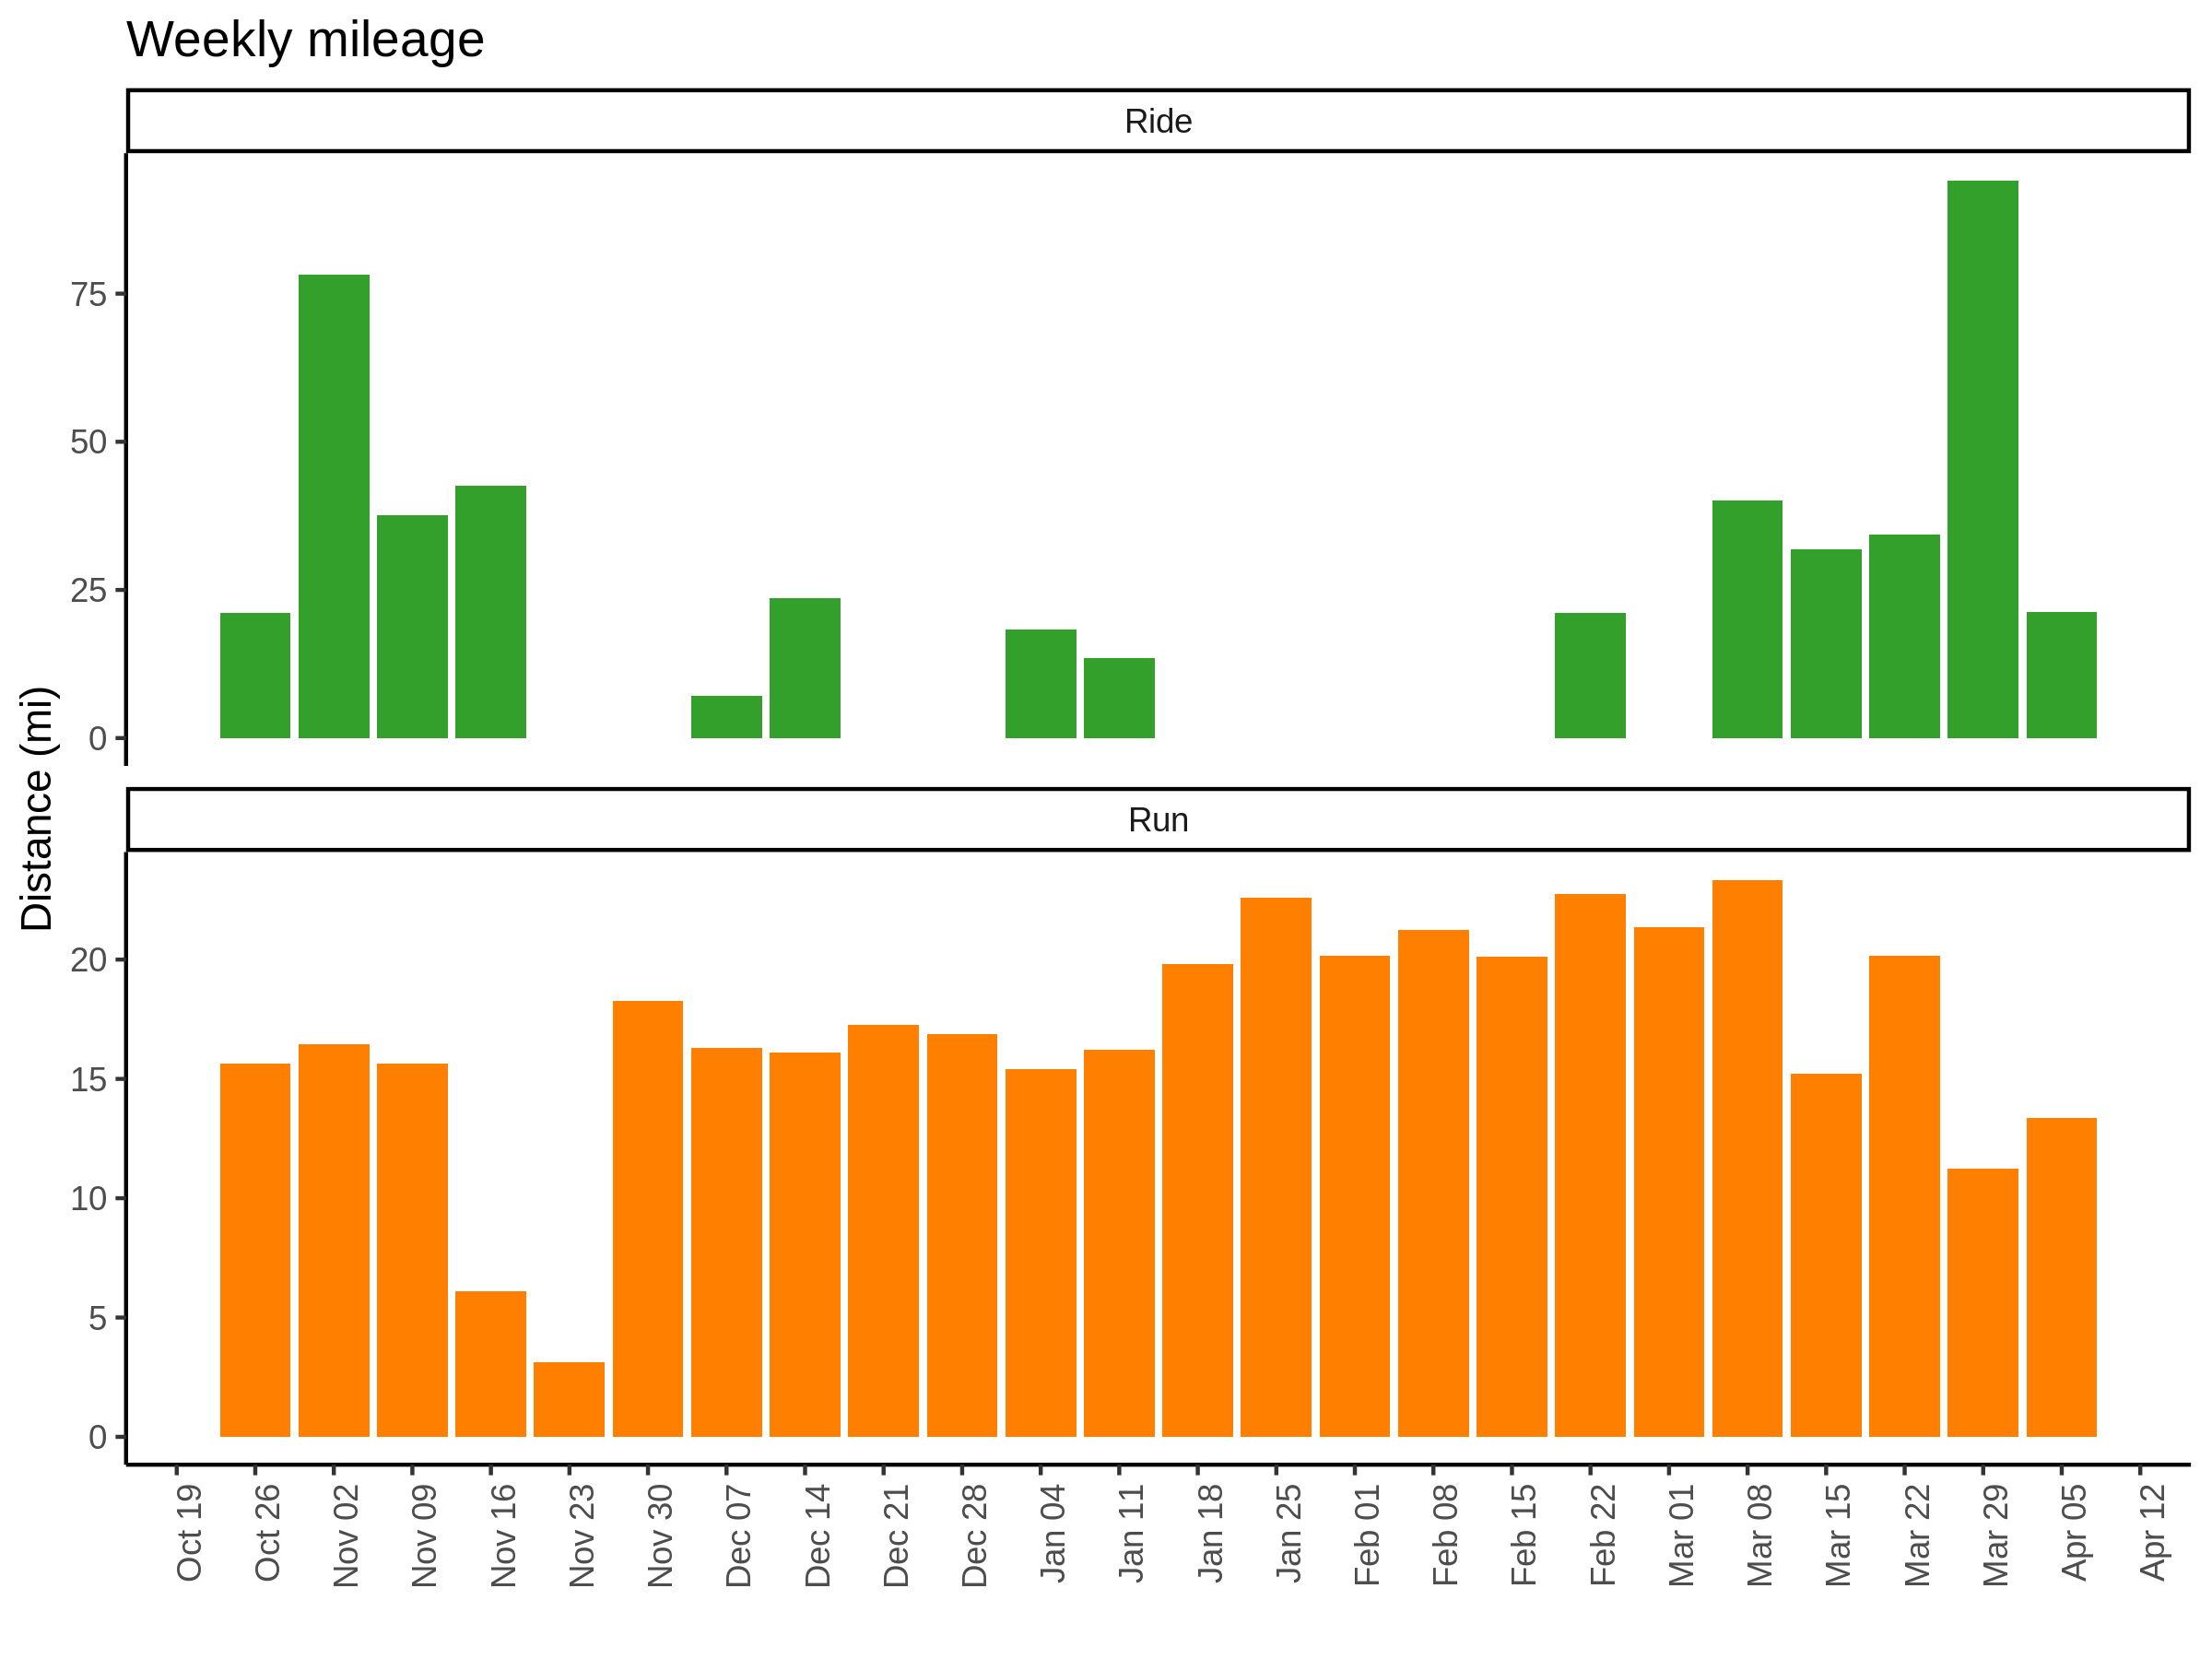 Weekly mileage
Ride
75
50
25
0
Distance (mi)
Run
20
15
10
5
0
Oct 19
Oct 26
Nov 02
Nov 09
Nov 16
Nov 23
Nov 30
Dec 07
Dec 14
Dec 21
Dec 28
Jan 04
Jan 11
Jan 18
Jan 25
Feb 01
Feb 08
Feb 15
Feb 22
Mar 01
Mar 08
Mar 15
Mar 22
Mar 29
Apr 05
Apr 12